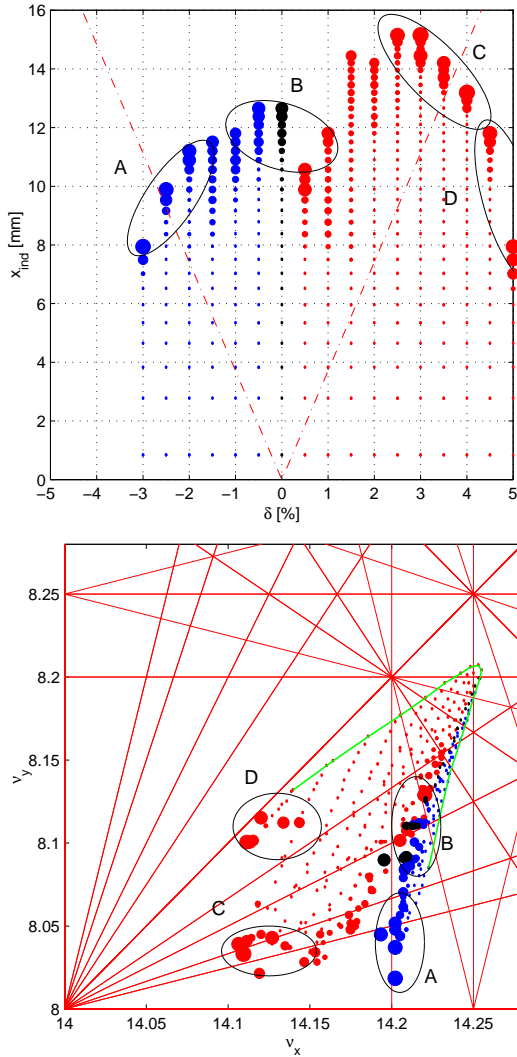 16
14
12
10
8
6
4
2
0
x_ind [mm]
A
B
C
D
−5 −4 −3 −2 −1 0 1 2 3 4 5
δ [%]
8.25
8.2
8.15
8.1
8.05
8
ν_y
D
B
C
A
14 14.05 14.1 14.15 14.2 14.25
ν_x